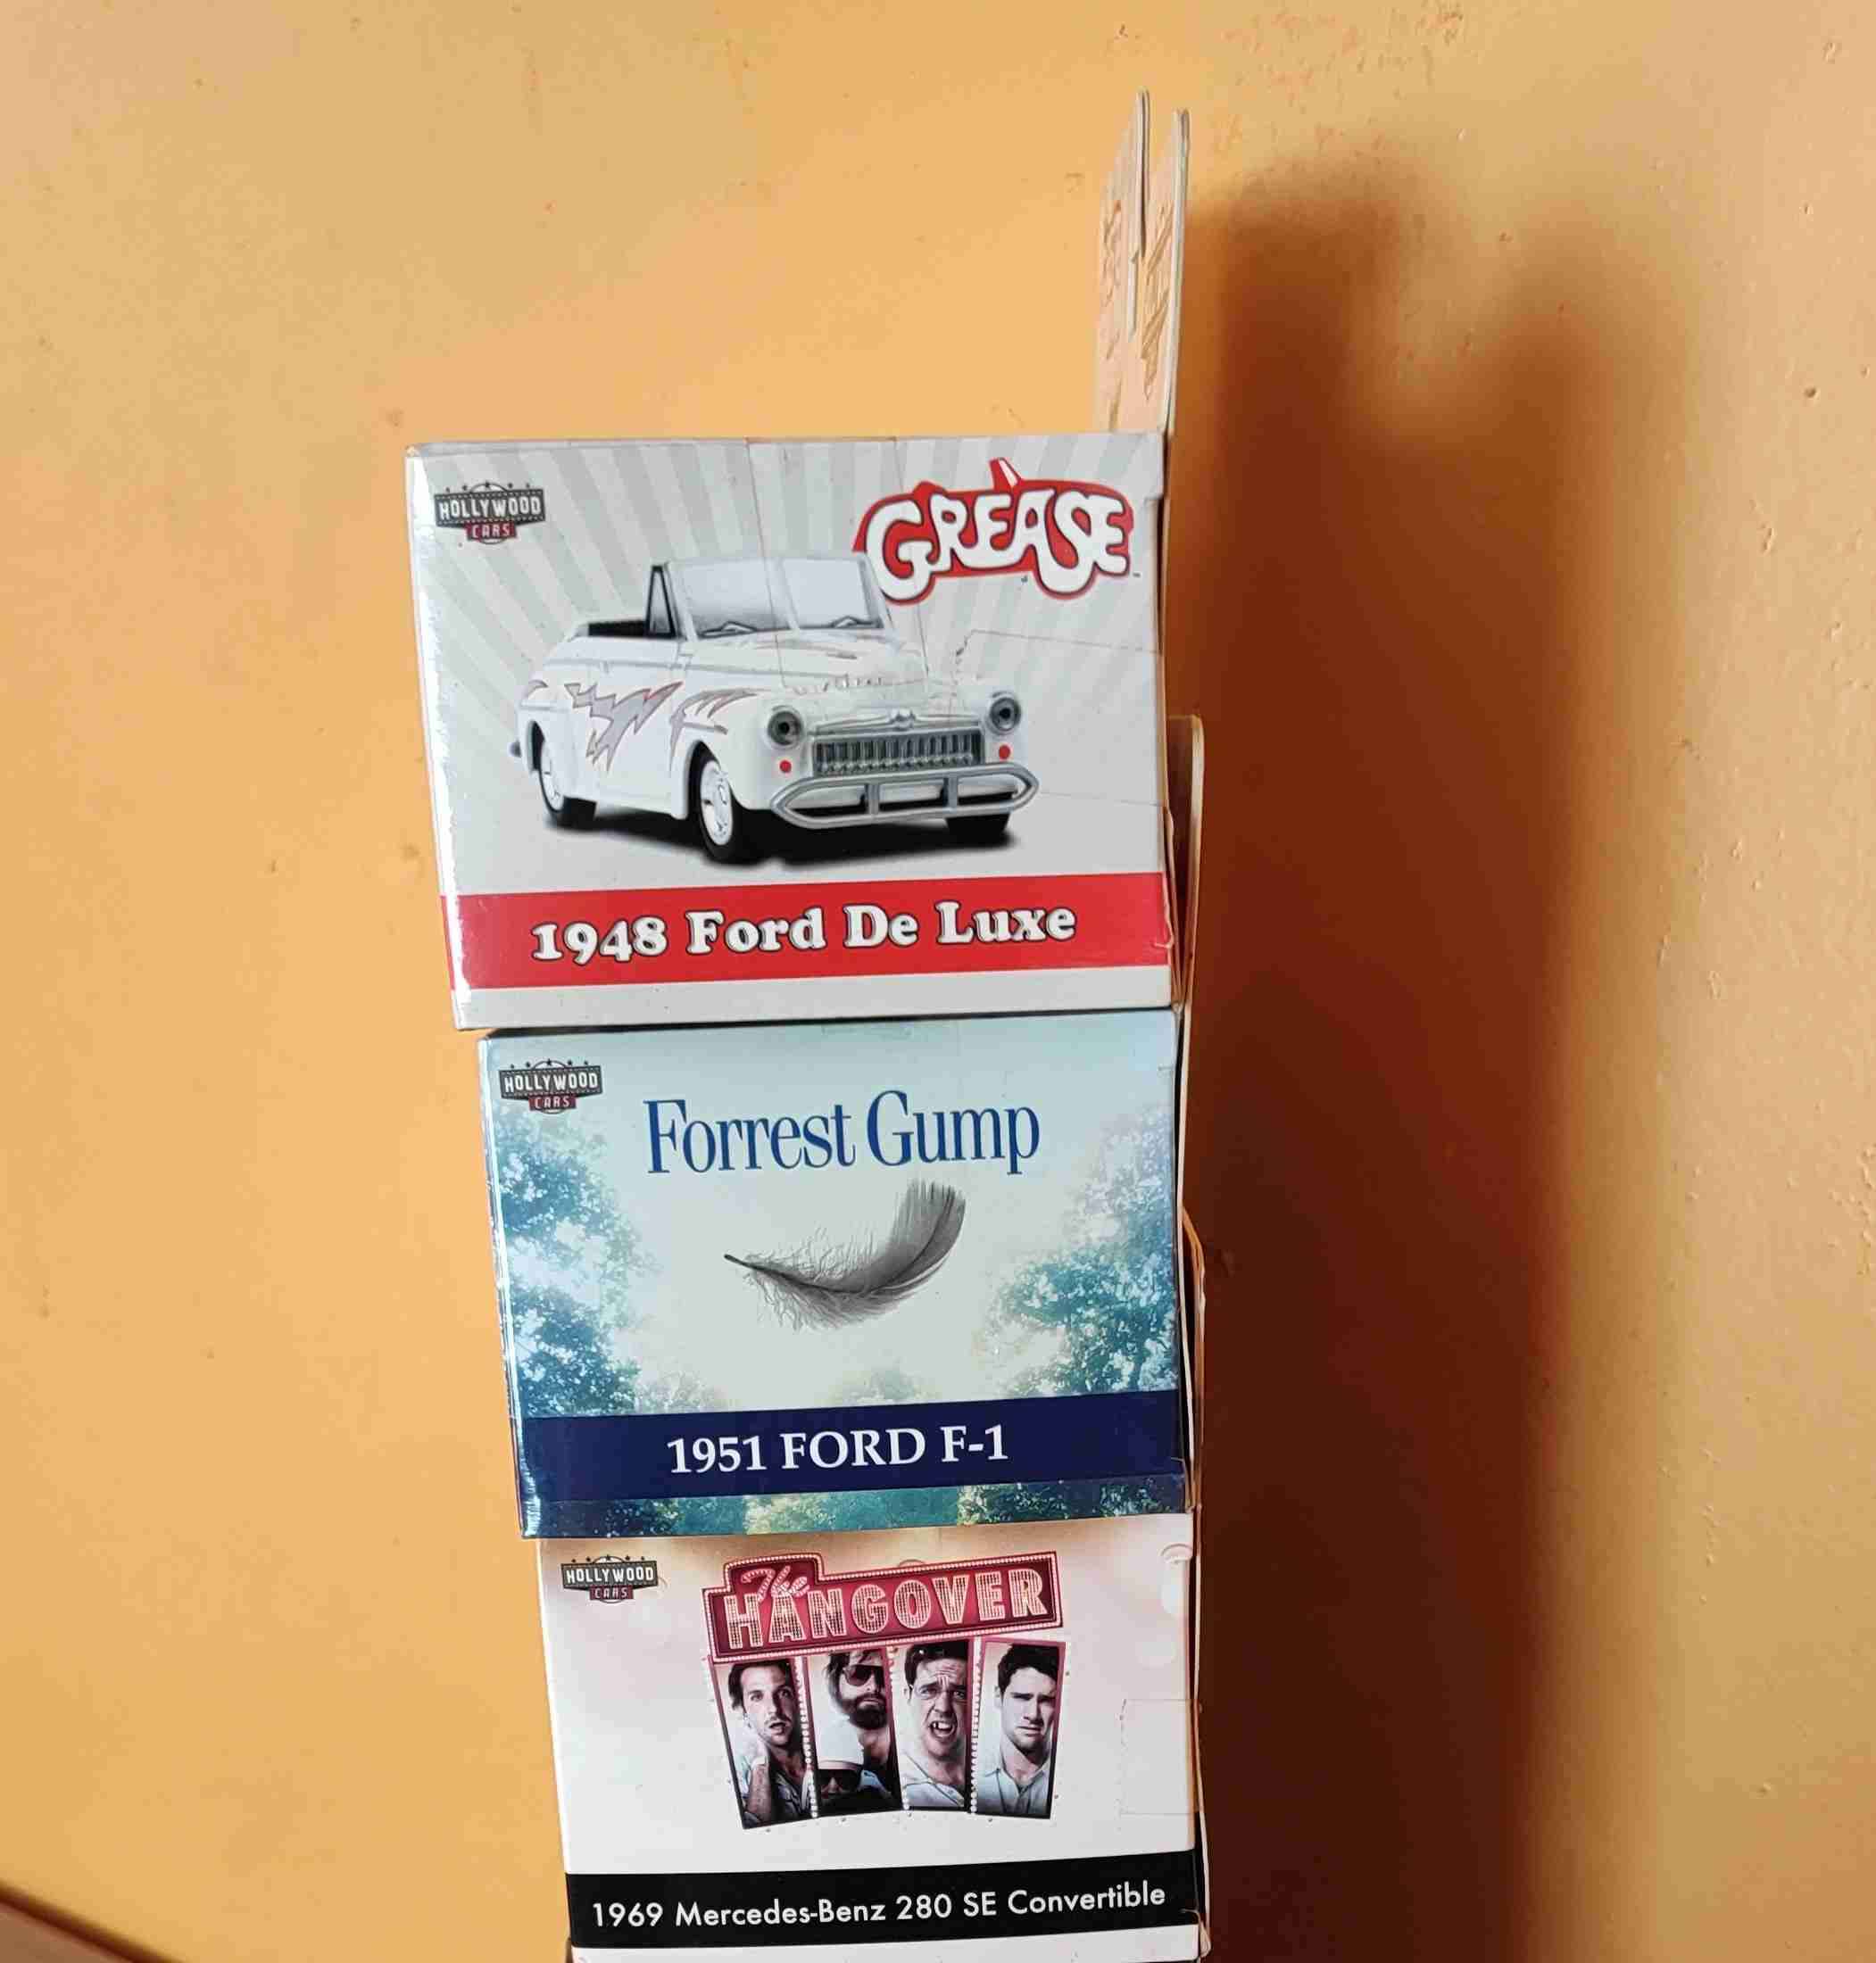 HOLLYWOOD
CARS
GREASE
1948 Ford De Luxe
HOLLYWOOD
CARS
Forrest Gump
1951 FORD F-1
HOLLYWOOD
CARS
The
HANGOVER
1969 Mercedes-Benz 280 SE Convertible